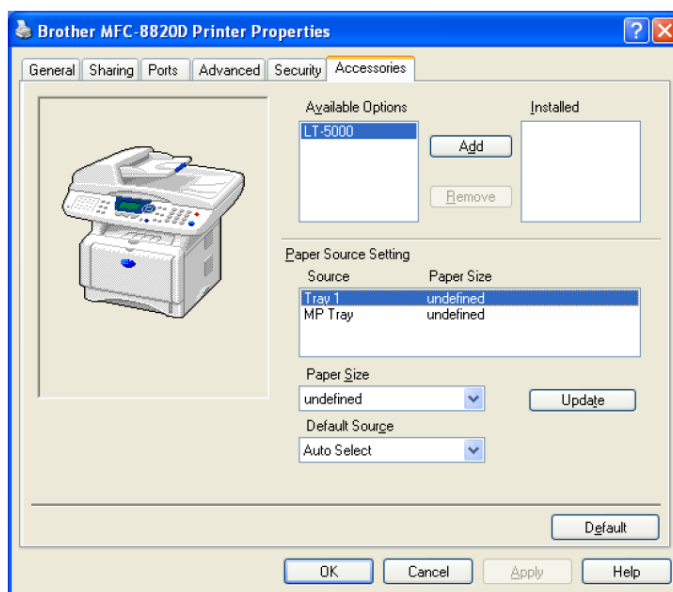 Brother MFC-8820D Printer Properties
General Sharing Ports Advanced Security Accessories
Available Options Installed
LT-5000
Add
Remove
Paper Source Setting
Source Paper Size
Tray 1 undefined
MP Tray undefined
Paper Size
undefined Update
Default Source
Auto Select
Default
OK Cancel Apply Help